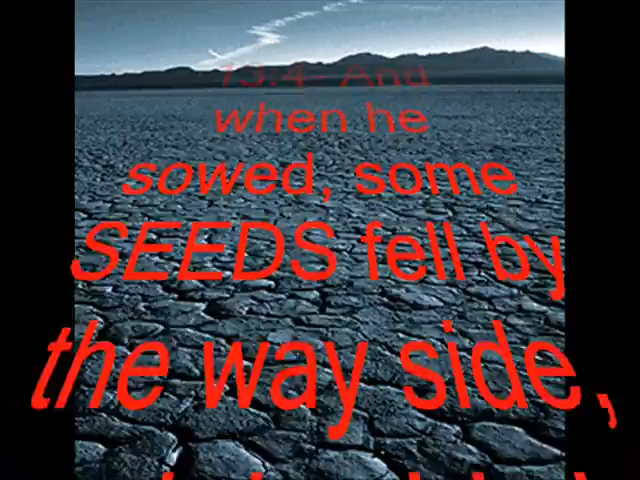 13:4- And
when he
sowed, some
SEEDS fell by
the way side,